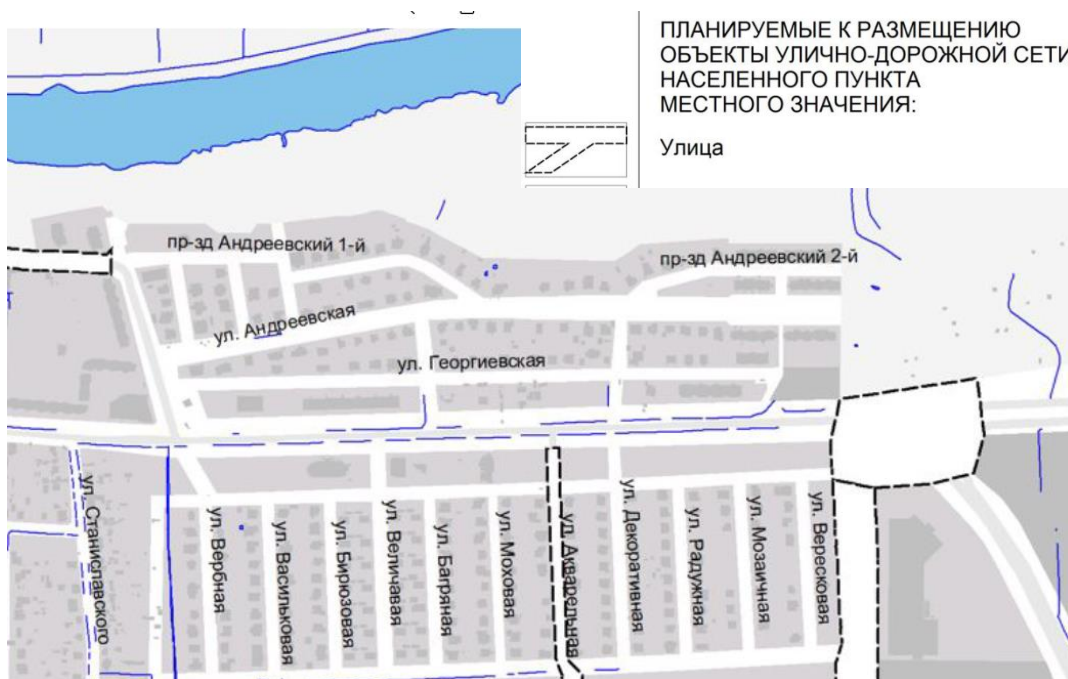 ПЛАНИРУЕМЫЕ К РАЗМЕЩЕНИЮ
ОБЪЕКТЫ УЛИЧНО-ДОРОЖНОЙ СЕТИ
НАСЕЛЕННОГО ПУНКТА
МЕСТНОГО ЗНАЧЕНИЯ:
Улица
пр-зд Андреевский 1-й
пр-зд Андреевский 2-й
ул. Андреевская
ул. Георгиевская
ул. Станиславского
ул. Вербная
ул. Васильковая
ул. Бирюзовая
ул. Величавая
ул. Багряная
ул. Моховая
ул. Акварельная
ул. Декоративная
ул. Радужная
ул. Мозаичная
ул. Вересковая